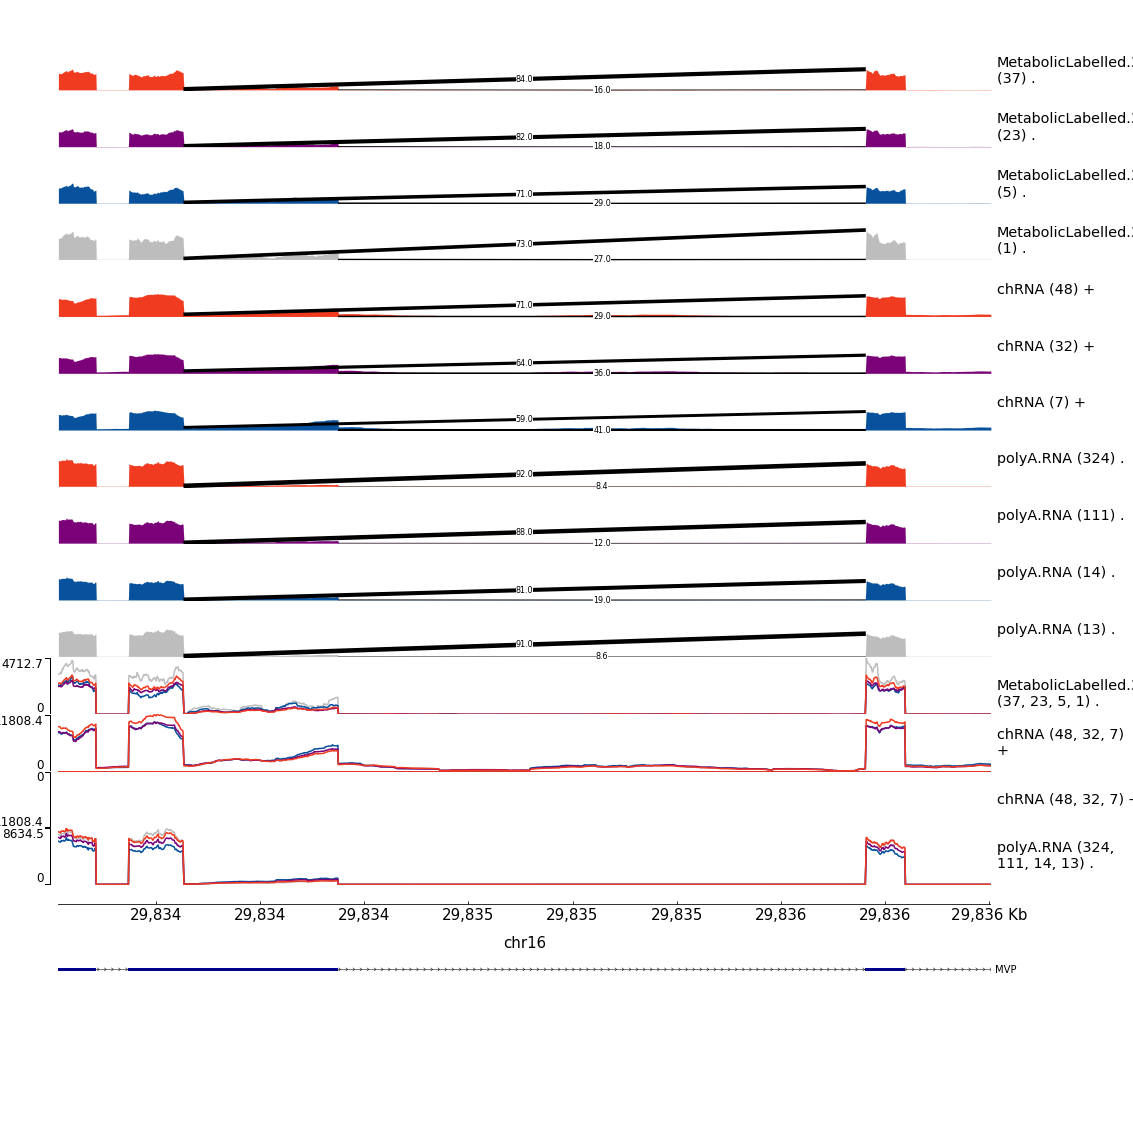 MetabolicLabelled.3
(37) .
84.0
16.0
MetabolicLabelled.3
(23) .
82.0
18.0
MetabolicLabelled.3
(5) .
71.0
29.0
MetabolicLabelled.3
(1) .
73.0
27.0
chRNA (48) +
71.0
29.0
chRNA (32) +
64.0
36.0
chRNA (7) +
59.0
41.0
polyA.RNA (324) .
92.0
8.4
polyA.RNA (111) .
88.0
12.0
polyA.RNA (14) .
81.0
19.0
polyA.RNA (13) .
91.0
8.6
4712.7
0
MetabolicLabelled.3
(37, 23, 5, 1) .
1808.4
0
chRNA (48, 32, 7)
+
0
1808.4
chRNA (48, 32, 7) -
8634.5
0
polyA.RNA (324,
111, 14, 13) .
29,834 29,834 29,834 29,835 29,835 29,835 29,836 29,836 29,836 Kb
chr16
MVP